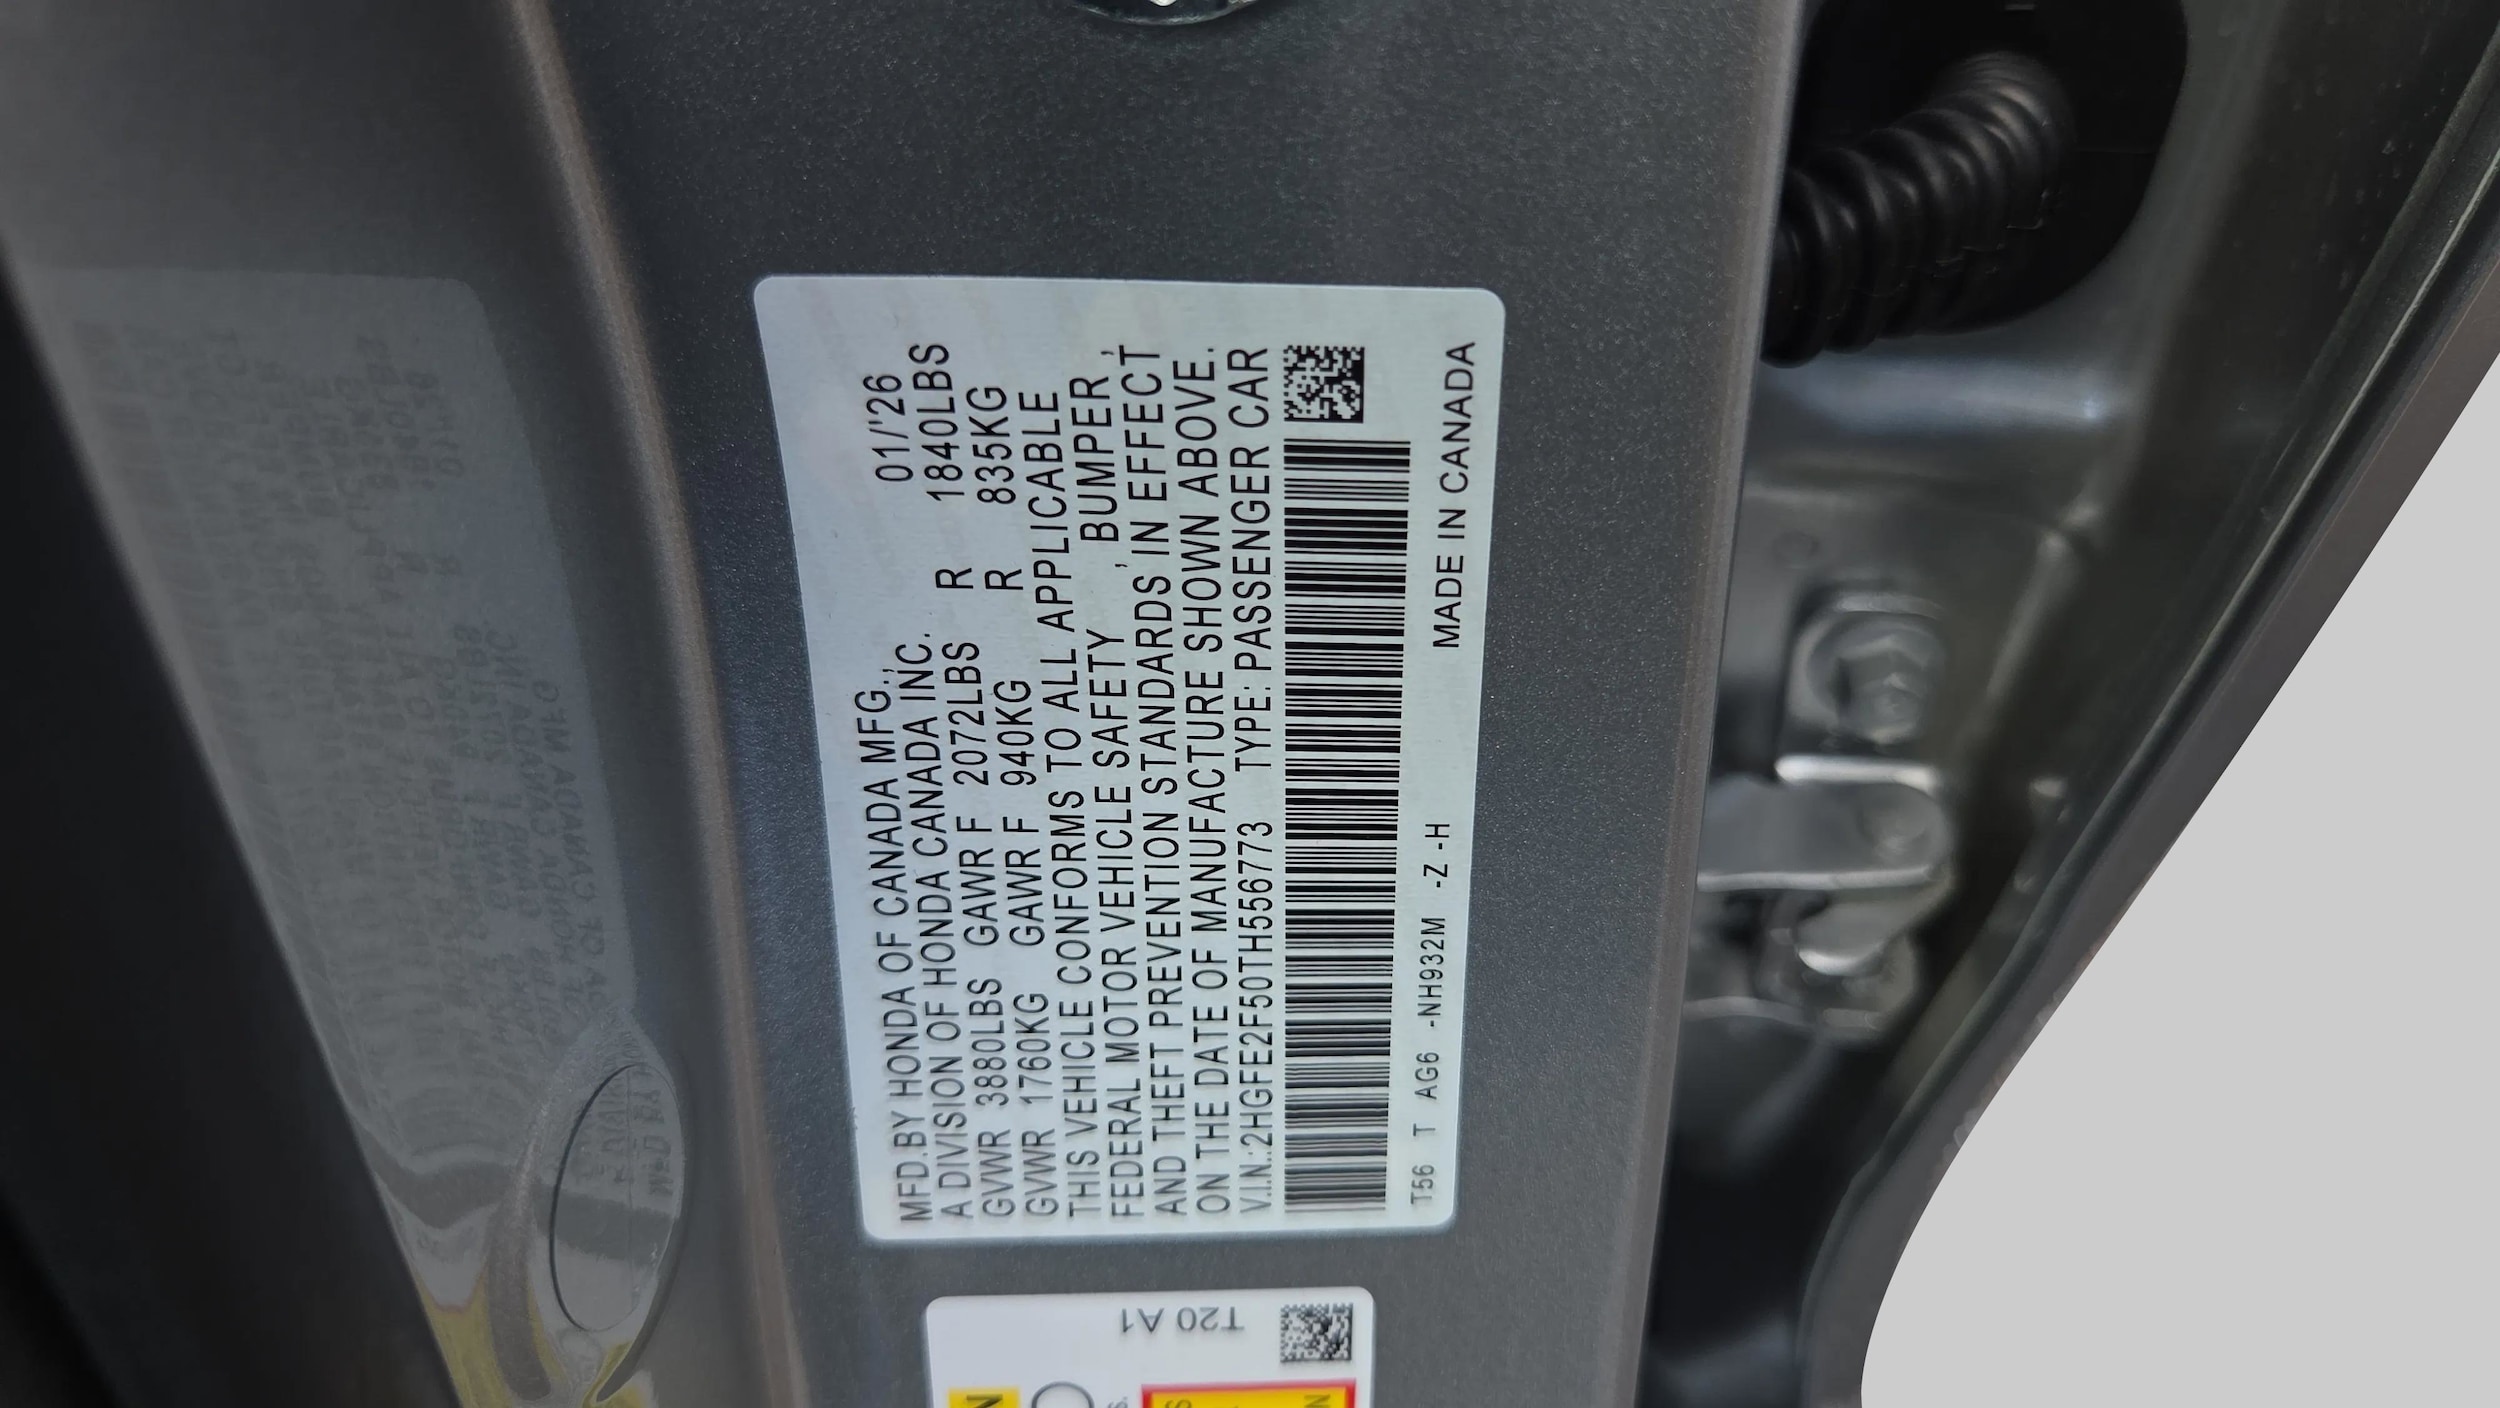 MFD.BY HONDA OF CANADA MFG., 01/'26
A DIVISION OF HONDA CANADA INC.
GVWR 3880LBS GAWR F 2072LBS R 1840LBS
GVWR 1760KG GAWR F 940KG R 835KG
THIS VEHICLE CONFORMS TO ALL APPLICABLE
FEDERAL MOTOR VEHICLE SAFETY , BUMPER,
AND THEFT PREVENTION STANDARDS IN EFFECT
ON THE DATE OF MANUFACTURE SHOWN ABOVE.
V.I.N.:2HGFE2F50TH556773 TYPE: PASSENGER CAR
T56 T AG6 -NH932M -Z -H MADE IN CANADA
T20 A1